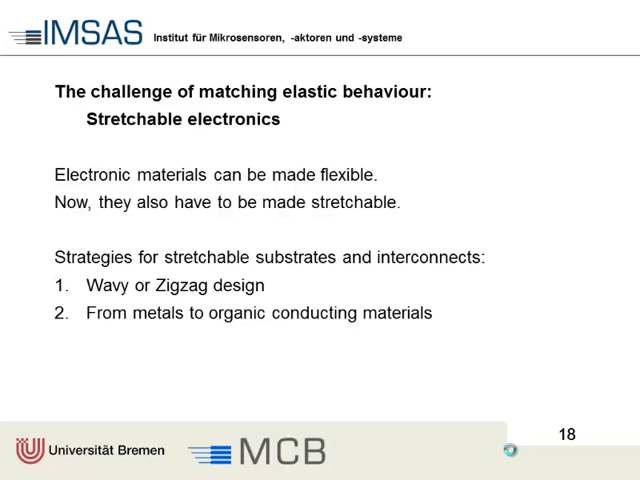 IMSAS Institut für Mikrosensoren, -aktoren und -systeme
The challenge of matching elastic behaviour:
Stretchable electronics
Electronic materials can be made flexible.
Now, they also have to be made stretchable.
Strategies for stretchable substrates and interconnects:
1. Wavy or Zigzag design
2. From metals to organic conducting materials
18
Universität Bremen MCB